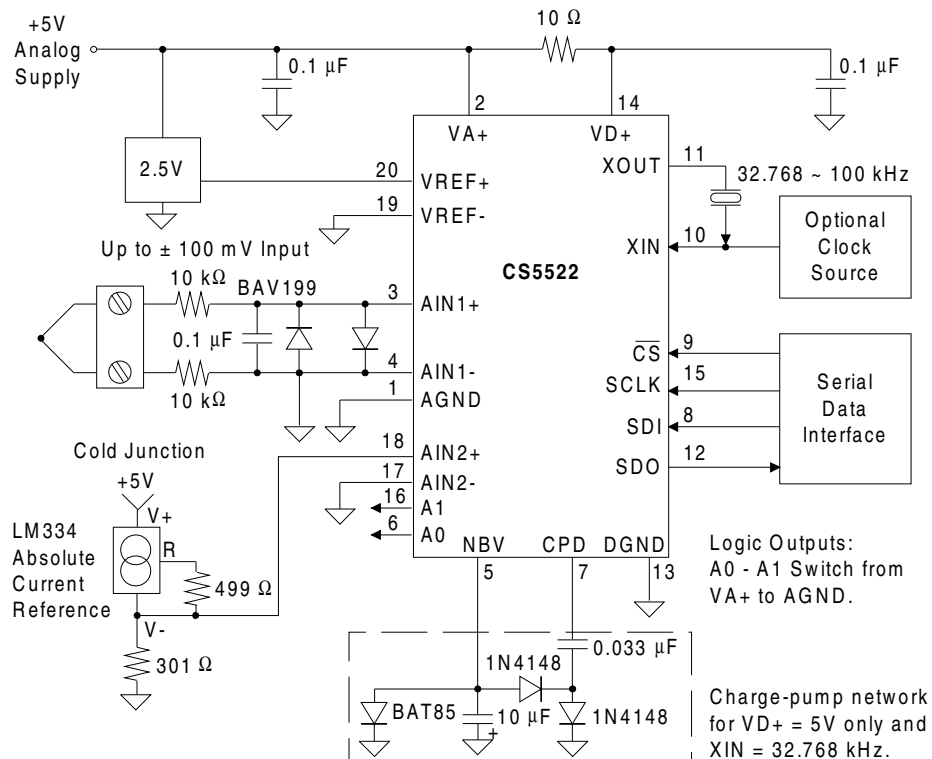 +5V
Analog
Supply
10 Ω
0.1 µF
0.1 µF
2
14
VA+
VD+
2.5V
20
VREF+
19
VREF-
XOUT
11
32.768 ~ 100 kHz
XIN
10
Optional
Clock
Source
CS5522
Up to ± 100 mV Input
10 kΩ
BAV199
3
AIN1+
0.1 µF
4
AIN1-
10 kΩ
1
AGND
CS
9
SCLK
15
SDI
8
SDO
12
Serial
Data
Interface
18
AIN2+
17
AIN2-
16
A1
6
A0
Cold Junction
+5V
V+
LM334
Absolute
Current
Reference
R
499 Ω
V-
301 Ω
NBV
CPD
DGND
5
7
13
Logic Outputs:
A0 - A1 Switch from
VA+ to AGND.
0.033 µF
1N4148
BAT85
10 µF
+
1N4148
Charge-pump network
for VD+ = 5V only and
XIN = 32.768 kHz.